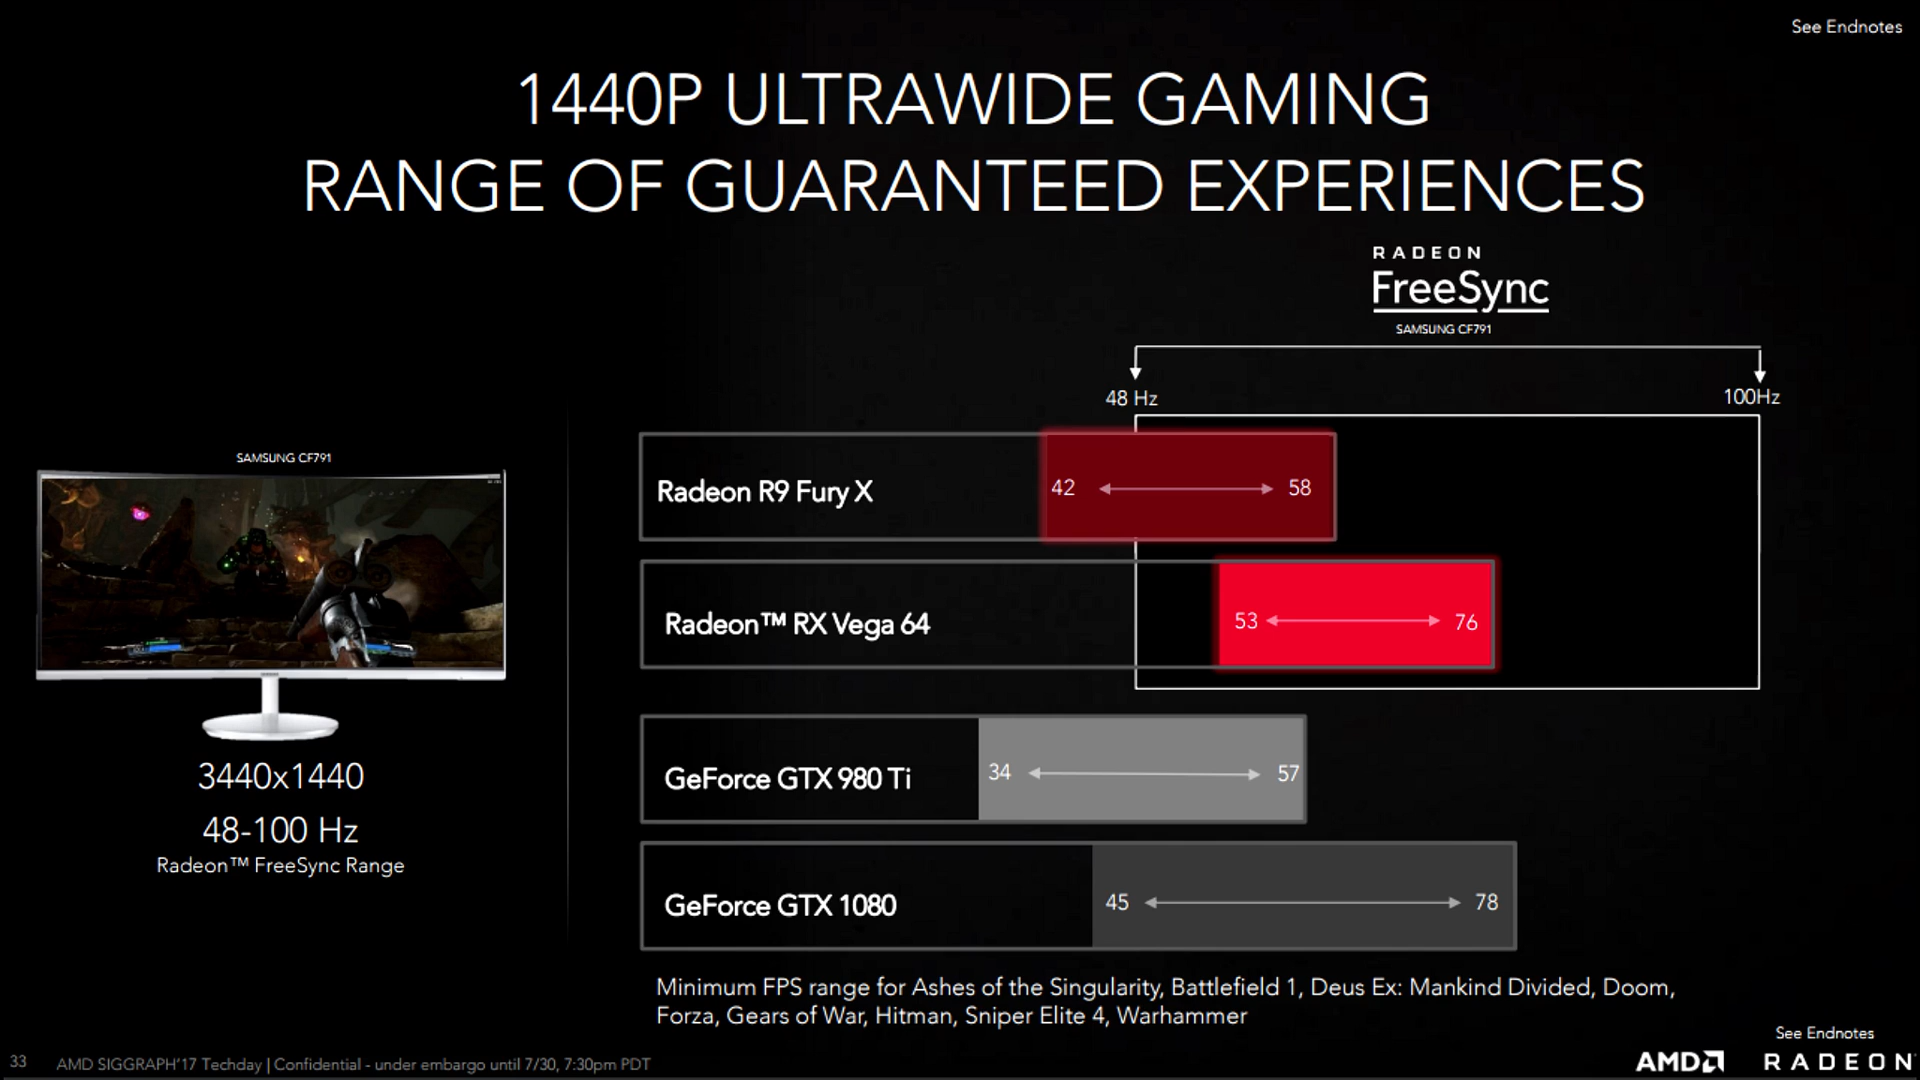 See Endnotes
1440P ULTRAWIDE GAMING
RANGE OF GUARANTEED EXPERIENCES
RADEON
FreeSync
SAMSUNG CF791
48 Hz
100Hz
SAMSUNG CF791
3440x1440
48-100 Hz
Radeon™ FreeSync Range
Radeon R9 Fury X
42
58
Radeon™ RX Vega 64
53
76
GeForce GTX 980 Ti
34
57
GeForce GTX 1080
45
78
Minimum FPS range for Ashes of the Singularity, Battlefield 1, Deus Ex: Mankind Divided, Doom,
Forza, Gears of War, Hitman, Sniper Elite 4, Warhammer
See Endnotes
33 AMD SIGGRAPH'17 Techday | Confidential - under embargo until 7/30, 7:30pm PDT
AMD RADEON